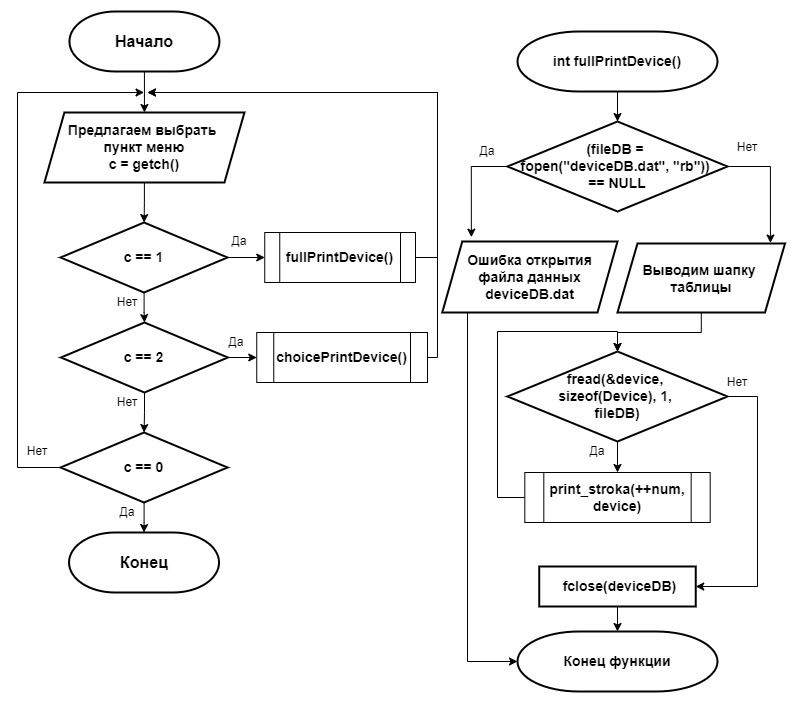 Начало
Предлагаем выбрать
пункт меню
c = getch()
c == 1
Да
fullPrintDevice()
Нет
c == 2
Да
choicePrintDevice()
Нет
c == 0
Нет
Да
Конец
int fullPrintDevice()
(fileDB =
fopen("deviceDB.dat", "rb"))
== NULL
Да
Нет
Ошибка открытия
файла данных
deviceDB.dat
Выводим шапку
таблицы
fread(&device,
sizeof(Device), 1,
fileDB)
Нет
Да
print_stroka(++num,
device)
fclose(deviceDB)
Конец функции